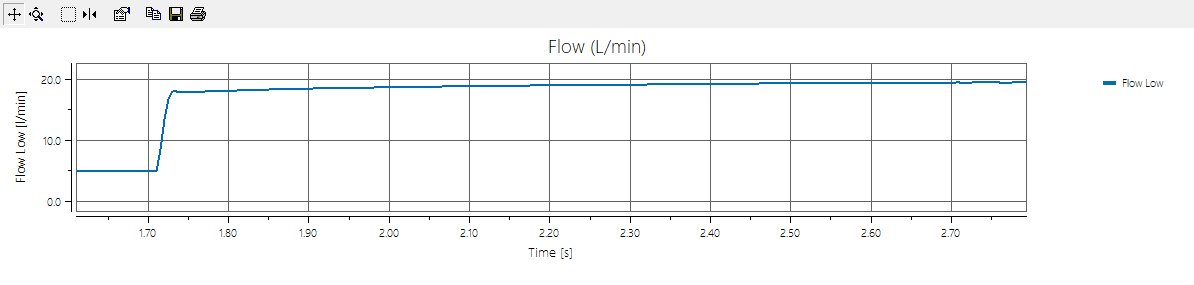 Flow (L/min)
20.0
10.0
0.0
Flow Low [l/min]
1.70 1.80 1.90 2.00 2.10 2.20 2.30 2.40 2.50 2.60 2.70
Time [s]
Flow Low